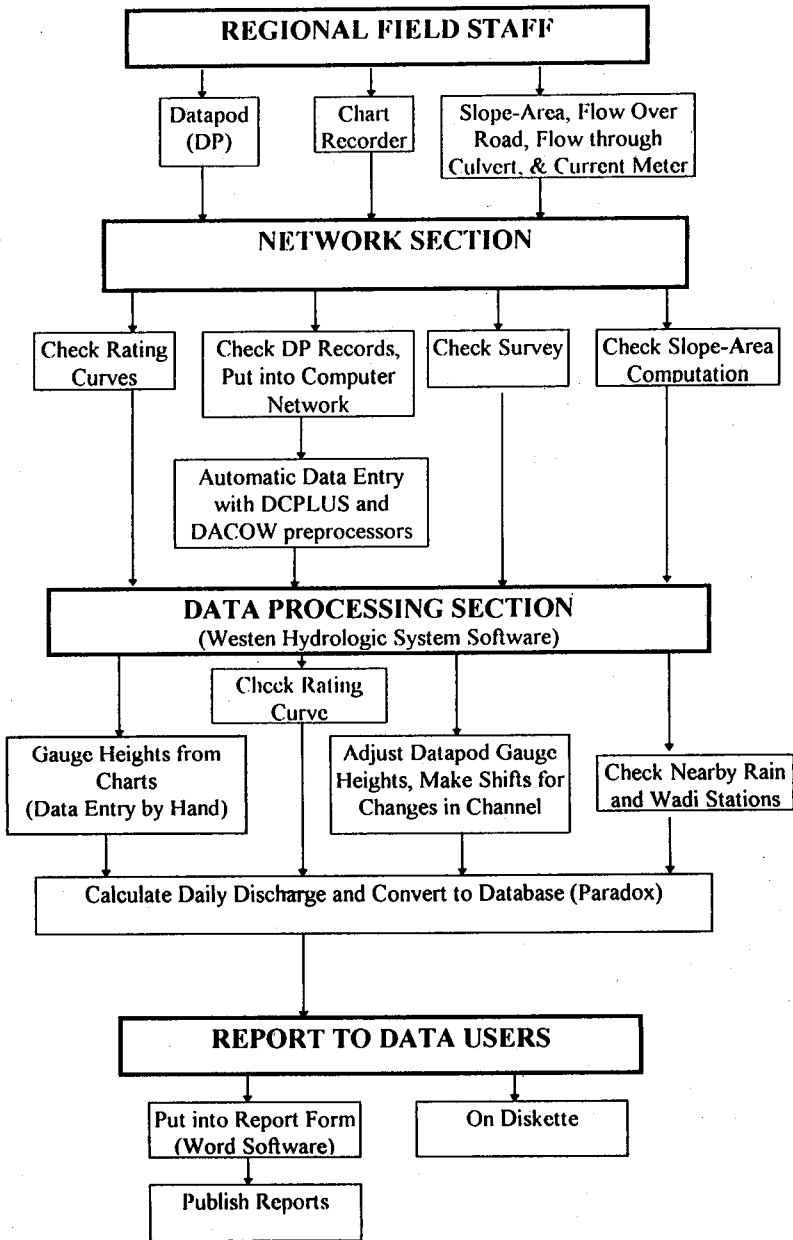 REGIONAL FIELD STAFF
Datapod
(DP)
Chart
Recorder
Slope-Area, Flow Over
Road, Flow through
Culvert, & Current Meter
NETWORK SECTION
Check Rating
Curves
Check DP Records,
Put into Computer
Network
Check Survey
Check Slope-Area
Computation
Automatic Data Entry
with DCPLUS and
DACOW preprocessors
DATA PROCESSING SECTION
(Westen Hydrologic System Software)
Check Rating
Curve
Gauge Heights from
Charts
(Data Entry by Hand)
Adjust Datapod Gauge
Heights, Make Shifts for
Changes in Channel
Check Nearby Rain
and Wadi Stations
Calculate Daily Discharge and Convert to Database (Paradox)
REPORT TO DATA USERS
Put into Report Form
(Word Software)
On Diskette
Publish Reports